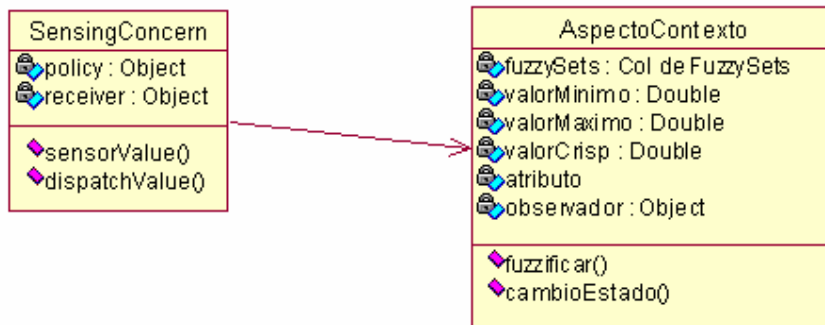 SensingConcern
policy : Object
receiver : Object
sensorValue()
dispatchValue()
AspectoContexto
fuzzySets : Col de FuzzySets
valorMinimo : Double
valorMaximo : Double
valorCrisp : Double
atributo
observador : Object
fuzzificar()
cambioEstado()